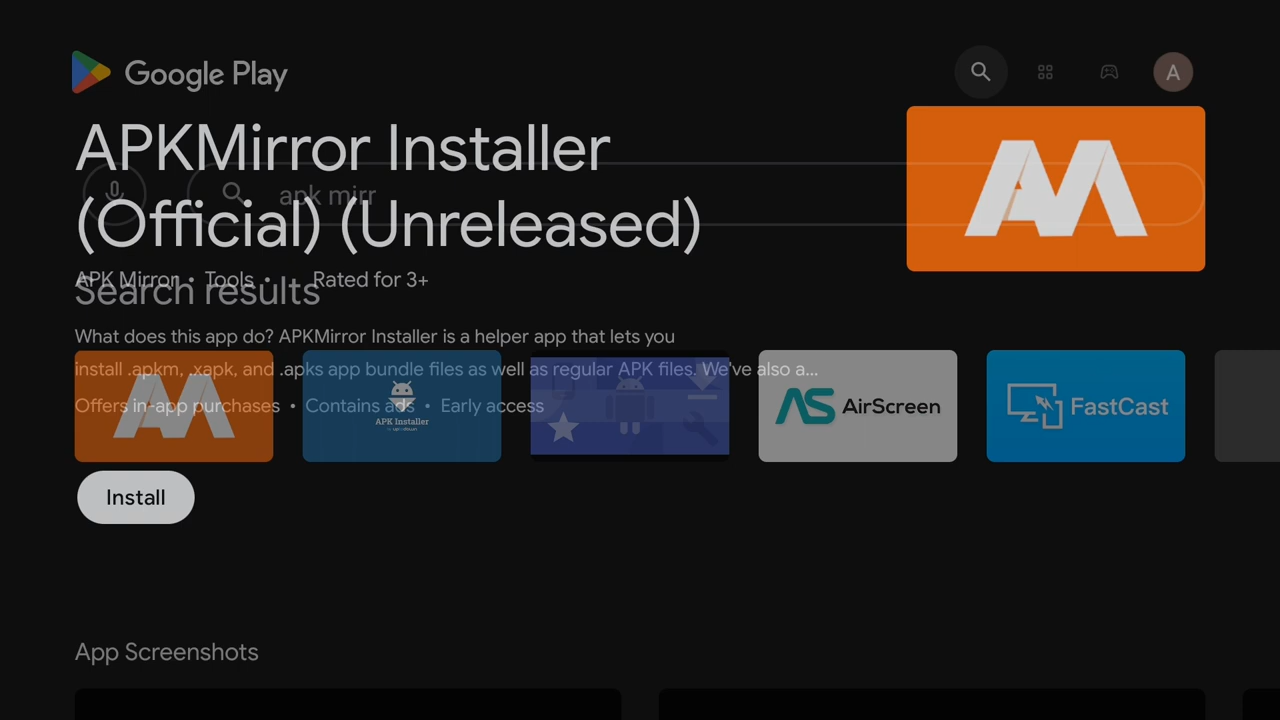 Google Play
A
APKMirror Installer
apk mirr
(Official) (Unreleased)
APK Mirror • Tools • Rated for 3+
Search results
What does this app do? APKMirror Installer is a helper app that lets you
install .apkm, .xapk, and .apks app bundle files as well as regular APK files. We've also a...
Offers in-app purchases • Contains ads • Early access
APK Installer
AS AirScreen
FastCast
Install
App Screenshots